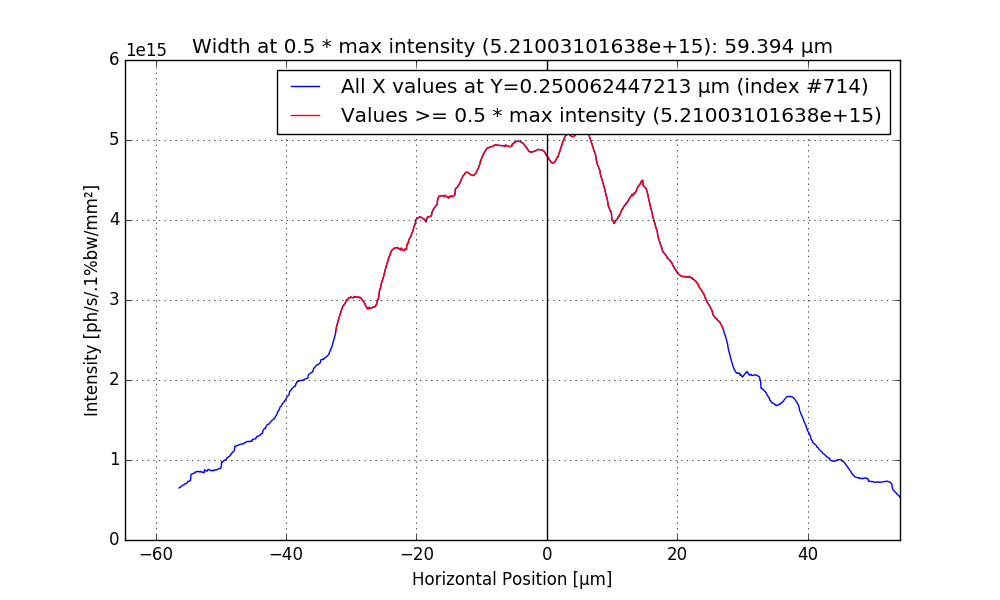 Width at 0.5 * max intensity (5.21003101638e+15): 59.394 µm
1e15
All X values at Y=0.250062447213 µm (index #714)
Values >= 0.5 * max intensity (5.21003101638e+15)
6
5
4
3
2
1
0
Intensity [ph/s/.1%bw/mm²]
−60 −40 −20 0 20 40
Horizontal Position [µm]